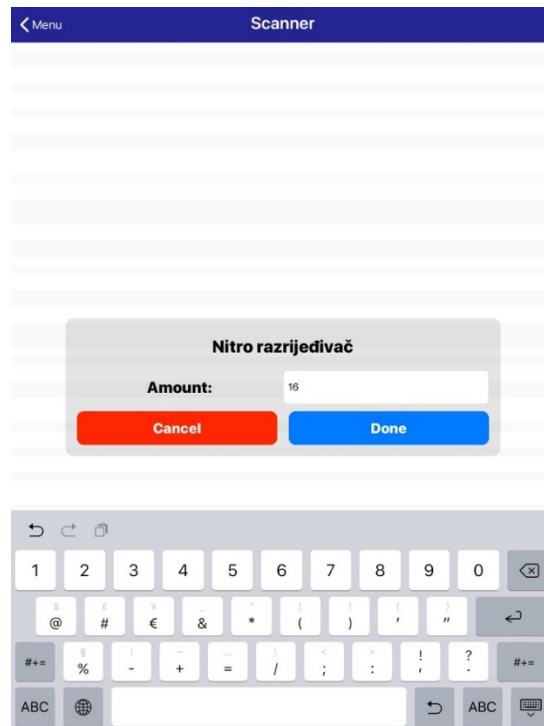 Menu
Scanner
Nitro razrijeđivač
Amount: 16
Cancel Done
1 2 3 4 5 6 7 8 9 0
@ # € & * ( ) ' "
#+= % - + = / ; : ! , ? . #+=
ABC ABC